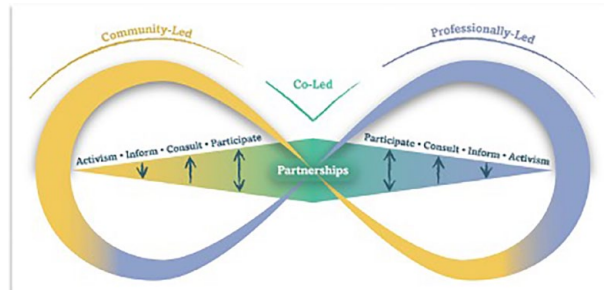 Community-Led
Professionally-Led
Co-Led
Activism • Inform • Consult • Participate
Participate • Consult • Inform • Activism
Partnerships